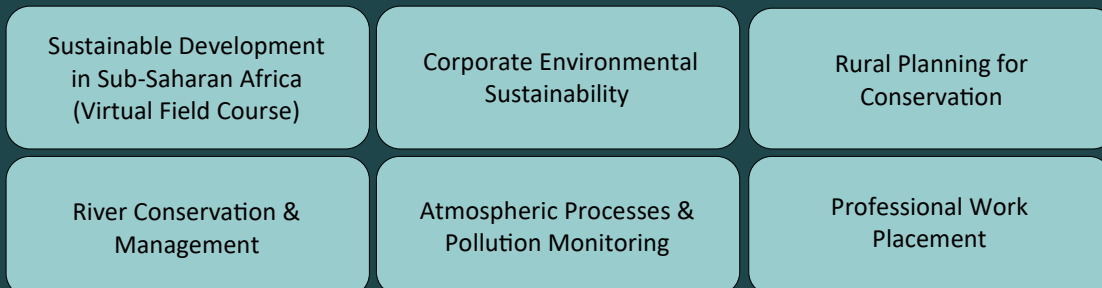 Sustainable Development
in Sub-Saharan Africa
(Virtual Field Course)
Corporate Environmental
Sustainability
Rural Planning for
Conservation
River Conservation &
Management
Atmospheric Processes &
Pollution Monitoring
Professional Work
Placement